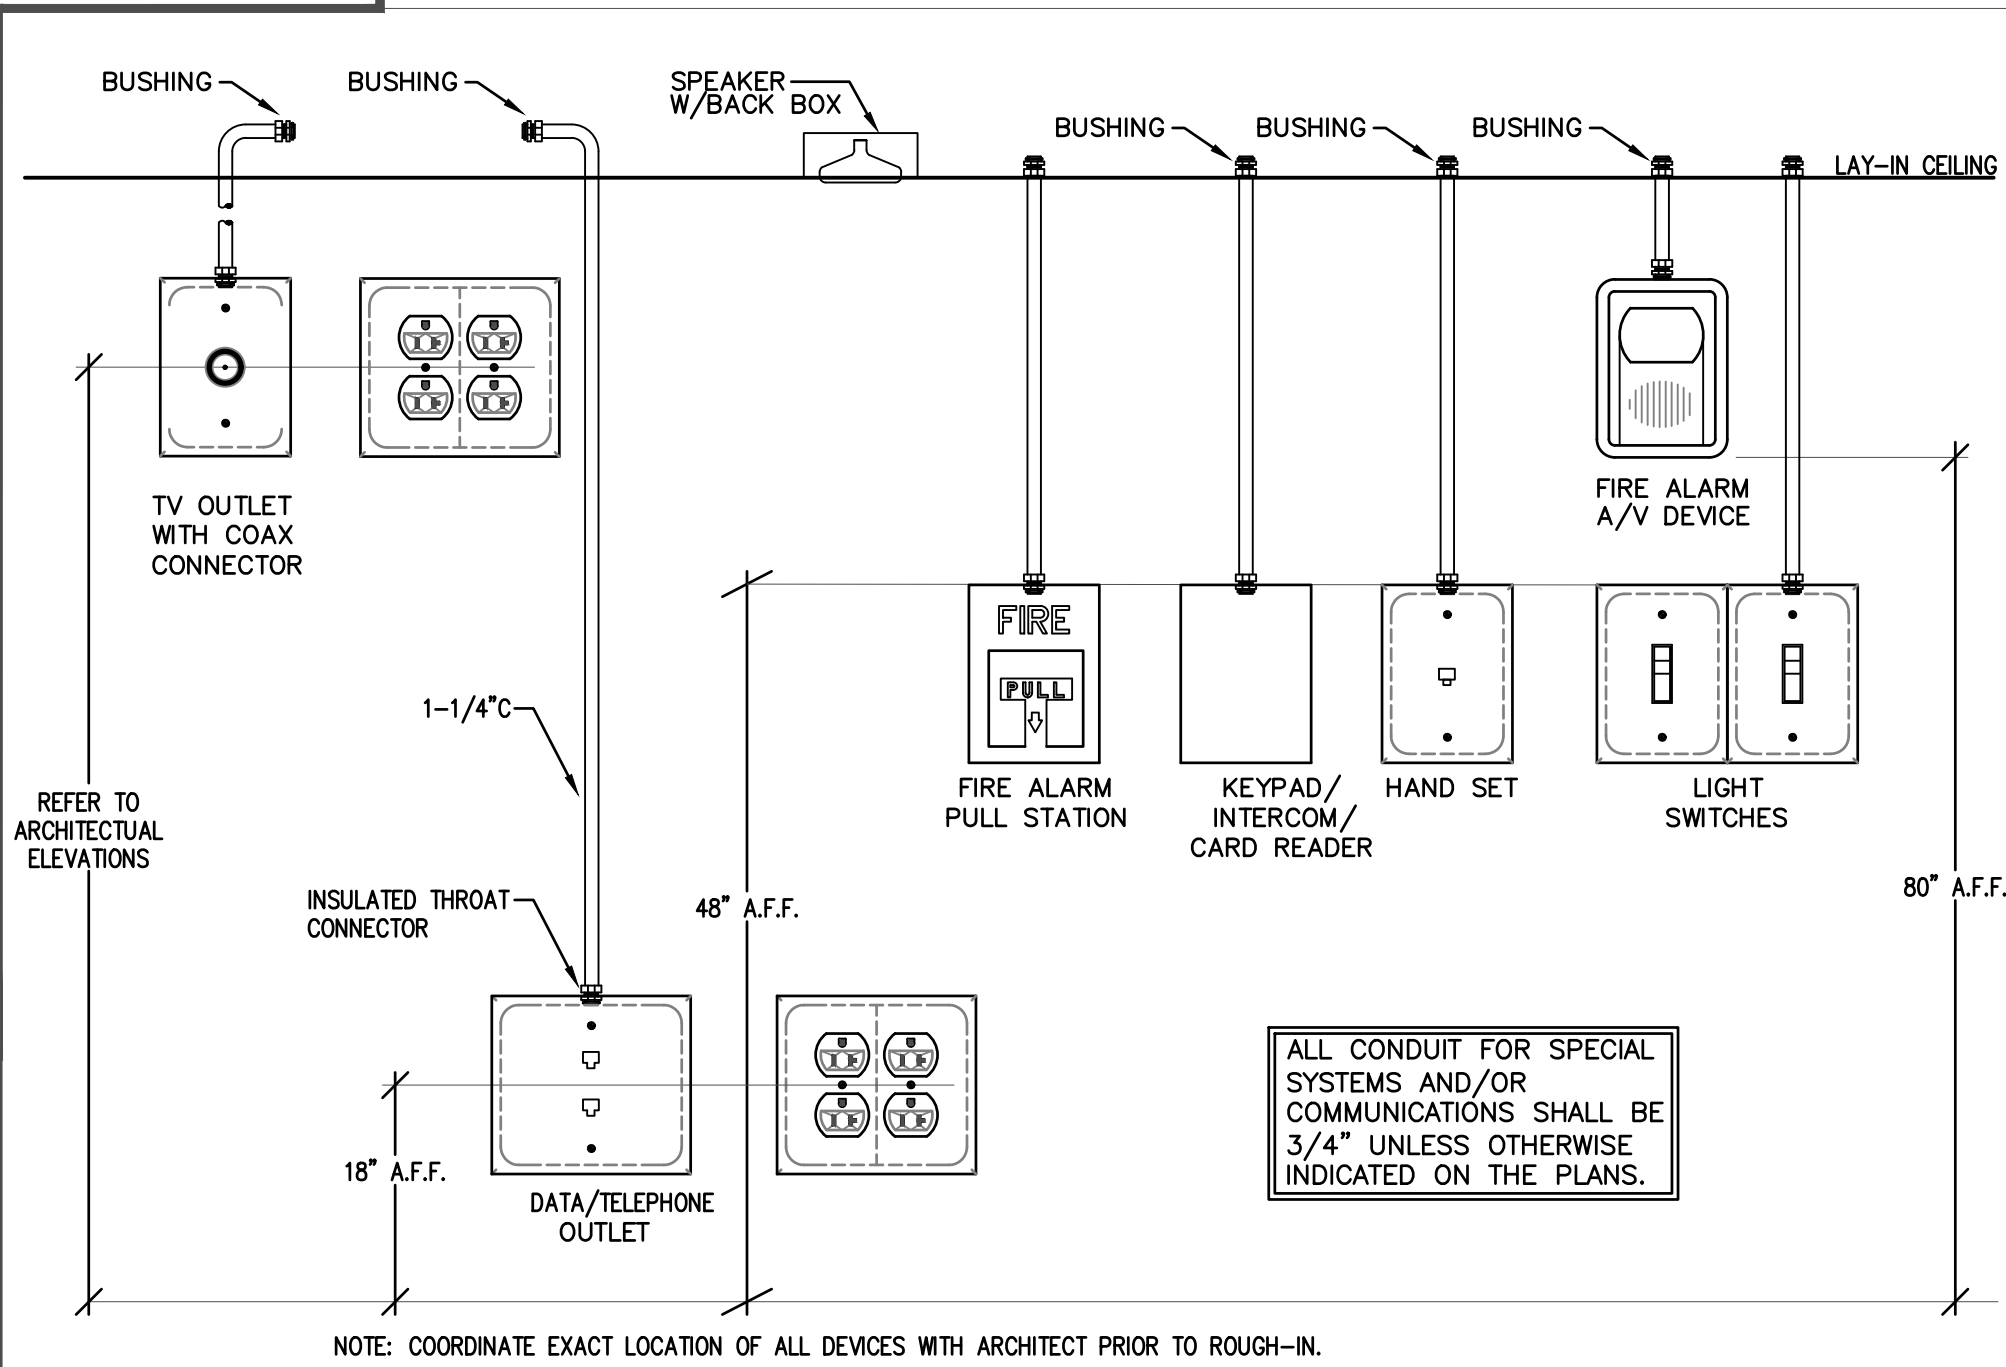 BUSHING
BUSHING
SPEAKER
W/BACK BOX
BUSHING
BUSHING
BUSHING
LAY-IN CEILING
TV OUTLET
WITH COAX
CONNECTOR
FIRE ALARM
A/V DEVICE
FIRE
PULL
1-1/4"C
FIRE ALARM
PULL STATION
KEYPAD/
INTERCOM/
CARD READER
HAND SET
LIGHT
SWITCHES
REFER TO
ARCHITECTUAL
ELEVATIONS
INSULATED THROAT
CONNECTOR
48" A.F.F.
80" A.F.F.
18" A.F.F.
DATA/TELEPHONE
OUTLET
ALL CONDUIT FOR SPECIAL
SYSTEMS AND/OR
COMMUNICATIONS SHALL BE
3/4" UNLESS OTHERWISE
INDICATED ON THE PLANS.
NOTE: COORDINATE EXACT LOCATION OF ALL DEVICES WITH ARCHITECT PRIOR TO ROUGH-IN.